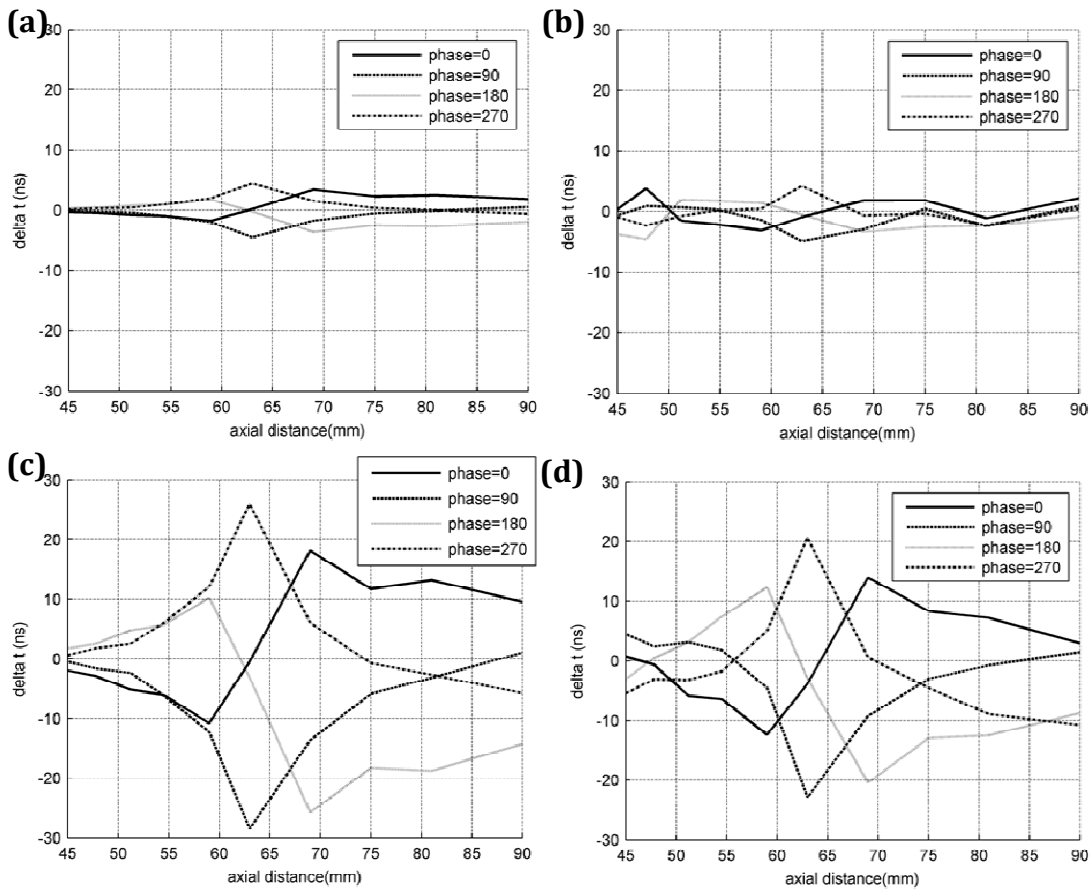 (a)
30
20
10
0
-10
-20
-30
delta t (ns)
45 50 55 60 65 70 75 80 85 90
axial distance(mm)
phase=0
phase=90
phase=180
phase=270
(b)
30
20
10
0
-10
-20
-30
delta t (ns)
45 50 55 60 65 70 75 80 85 90
axial distance(mm)
phase=0
phase=90
phase=180
phase=270
(c)
30
20
10
0
-10
-20
-30
delta t (ns)
45 50 55 60 65 70 75 80 85 90
axial distance(mm)
phase=0
phase=90
phase=180
phase=270
(d)
30
20
10
0
-10
-20
-30
delta t (ns)
45 50 55 60 65 70 75 80 85 90
axial distance(mm)
phase=0
phase=90
phase=180
phase=270